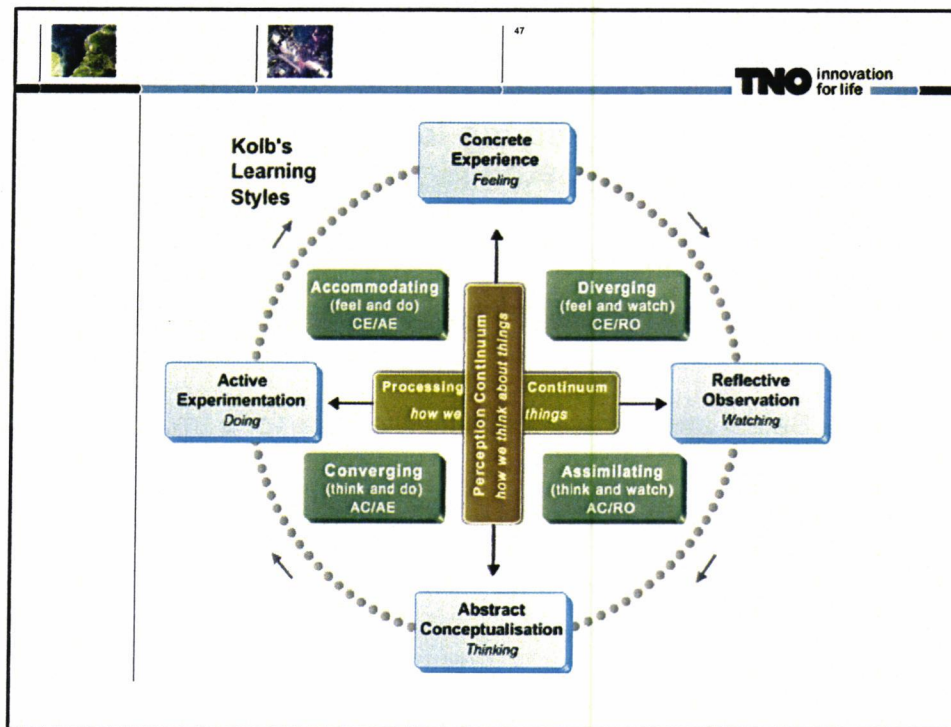 47
TNO innovation
for life
Kolb's
Learning
Styles
Concrete
Experience
Feeling
Accommodating
(feel and do)
CE/AE
Diverging
(feel and watch)
CE/RO
Perception Continuum
how we think about things
Active
Experimentation
Doing
Processing Continuum
how we things
Reflective
Observation
Watching
Converging
(think and do)
AC/AE
Assimilating
(think and watch)
AC/RO
Abstract
Conceptualisation
Thinking